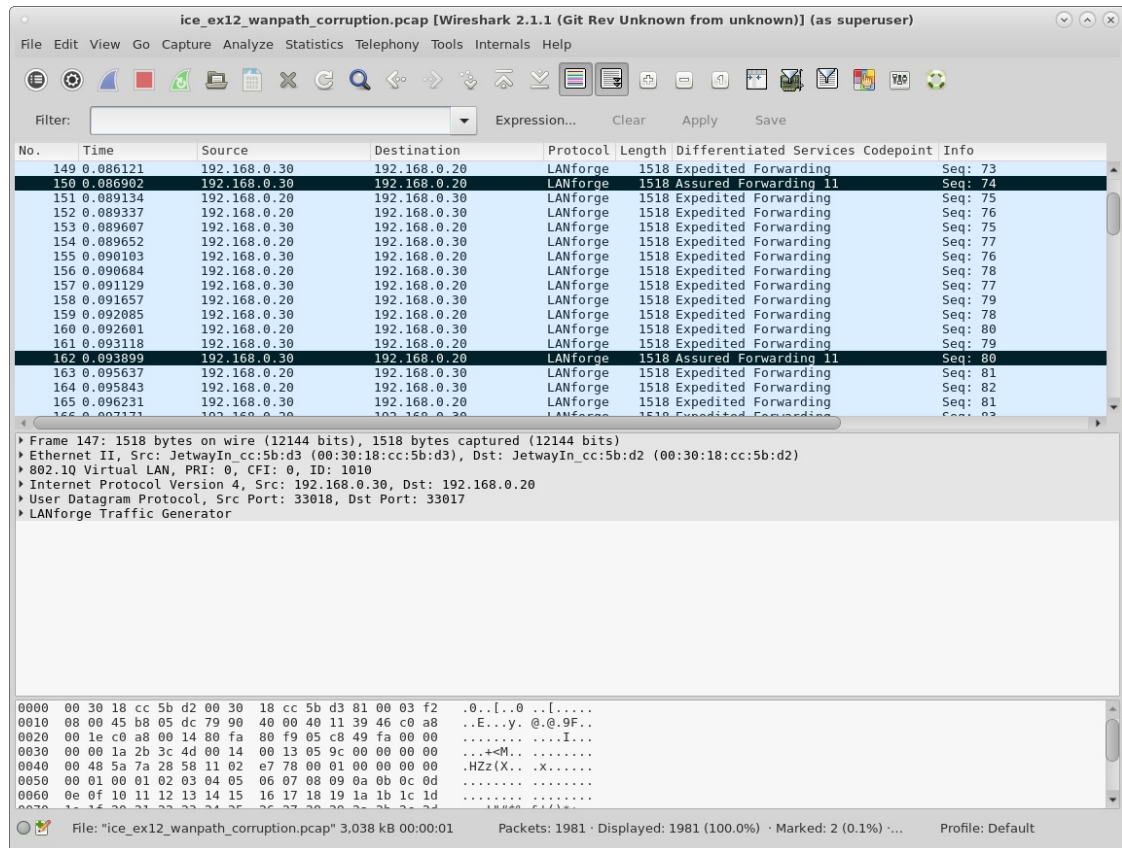 ice_ex12_wanpath_corruption.pcap [Wireshark 2.1.1 (Git Rev Unknown from unknown)] (as superuser)
File Edit View Go Capture Analyze Statistics Telephony Tools Internals Help
Filter: Expression... Clear Apply Save
No. Time Source Destination Protocol Length Differentiated Services Codepoint Info
149 0.086121 192.168.0.30 192.168.0.20 LANforge 1518 Expedited Forwarding Seq: 73
150 0.086902 192.168.0.30 192.168.0.20 LANforge 1518 Assured Forwarding 11 Seq: 74
151 0.089134 192.168.0.20 192.168.0.30 LANforge 1518 Expedited Forwarding Seq: 75
152 0.089337 192.168.0.20 192.168.0.30 LANforge 1518 Expedited Forwarding Seq: 76
153 0.089607 192.168.0.30 192.168.0.20 LANforge 1518 Expedited Forwarding Seq: 75
154 0.089652 192.168.0.20 192.168.0.30 LANforge 1518 Expedited Forwarding Seq: 77
155 0.090103 192.168.0.30 192.168.0.20 LANforge 1518 Expedited Forwarding Seq: 76
156 0.090684 192.168.0.20 192.168.0.30 LANforge 1518 Expedited Forwarding Seq: 78
157 0.091129 192.168.0.30 192.168.0.20 LANforge 1518 Expedited Forwarding Seq: 77
158 0.091657 192.168.0.20 192.168.0.30 LANforge 1518 Expedited Forwarding Seq: 79
159 0.092085 192.168.0.30 192.168.0.20 LANforge 1518 Expedited Forwarding Seq: 78
160 0.092601 192.168.0.20 192.168.0.30 LANforge 1518 Expedited Forwarding Seq: 80
161 0.093118 192.168.0.30 192.168.0.20 LANforge 1518 Expedited Forwarding Seq: 79
162 0.093899 192.168.0.30 192.168.0.20 LANforge 1518 Assured Forwarding 11 Seq: 80
163 0.095637 192.168.0.20 192.168.0.30 LANforge 1518 Expedited Forwarding Seq: 81
164 0.095843 192.168.0.20 192.168.0.30 LANforge 1518 Expedited Forwarding Seq: 82
165 0.096231 192.168.0.30 192.168.0.20 LANforge 1518 Expedited Forwarding Seq: 81
166 0.097171 192.168.0.20 192.168.0.30 LANforge 1518 Expedited Forwarding Seq: 83
Frame 147: 1518 bytes on wire (12144 bits), 1518 bytes captured (12144 bits)
Ethernet II, Src: JetwayIn_cc:5b:d3 (00:30:18:cc:5b:d3), Dst: JetwayIn_cc:5b:d2 (00:30:18:cc:5b:d2)
802.1Q Virtual LAN, PRI: 0, CFI: 0, ID: 1010
Internet Protocol Version 4, Src: 192.168.0.30, Dst: 192.168.0.20
User Datagram Protocol, Src Port: 33018, Dst Port: 33017
LANforge Traffic Generator
0000 00 30 18 cc 5b d2 00 30 18 cc 5b d3 81 00 03 f2 .0..[..0 ..[.....
0010 08 00 45 b8 05 dc 79 90 40 00 40 11 39 46 c0 a8 ..E...y. @.@.9F..
0020 00 1e c0 a8 00 14 80 fa 80 f9 05 c8 49 fa 00 00 ........ ....I...
0030 00 00 1a 2b 3c 4d 00 14 00 13 05 9c 00 00 00 00 ...+<M.. ........
0040 00 48 5a 7a 28 58 11 02 e7 78 00 01 00 00 00 00 .HZz(X.. .x......
0050 00 01 00 01 02 03 04 05 06 07 08 09 0a 0b 0c 0d ........ ........
0060 0e 0f 10 11 12 13 14 15 16 17 18 19 1a 1b 1c 1d ........ ........
File: "ice_ex12_wanpath_corruption.pcap" 3,038 kB 00:00:01 Packets: 1981 · Displayed: 1981 (100.0%) · Marked: 2 (0.1%) ·... Profile: Default